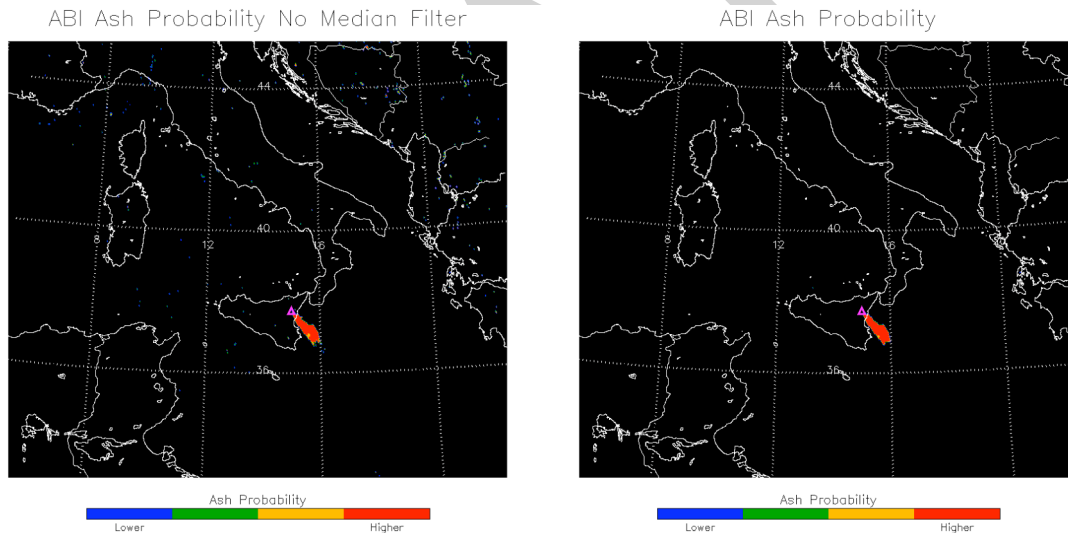 ABI Ash Probability No Median Filter
44
40
8
12
16
36
Ash Probability
Lower
Higher
ABI Ash Probability
44
40
8
12
16
36
Ash Probability
Lower
Higher